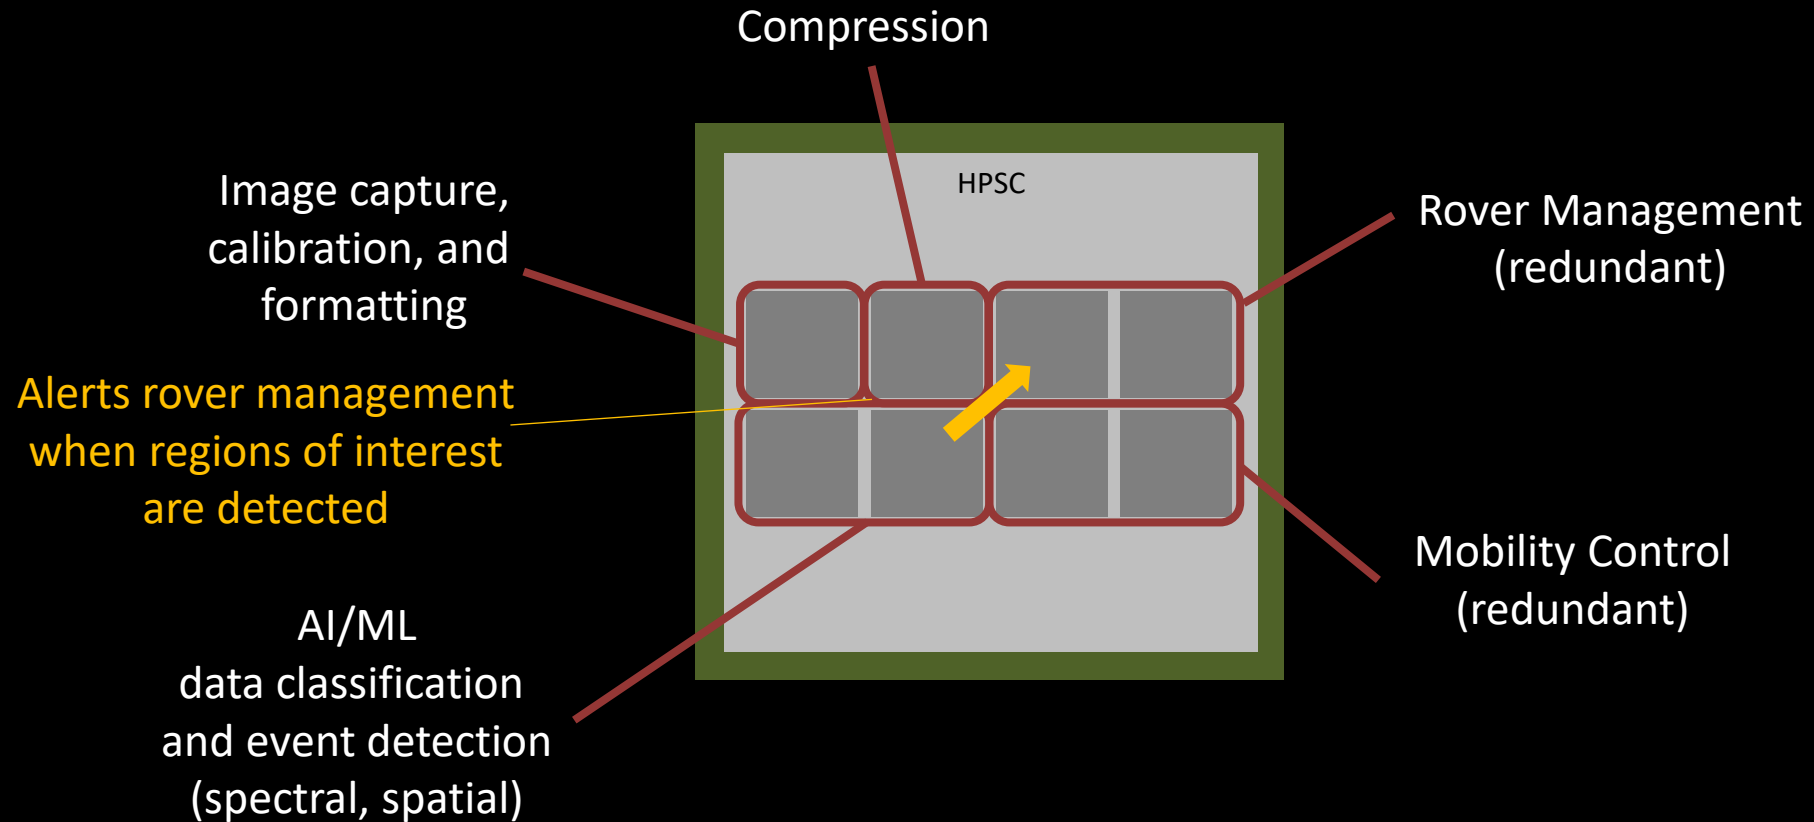 Compression
HPSC
Image capture,
calibration, and
formatting
Rover Management
(redundant)
Alerts rover management
when regions of interest
are detected
Mobility Control
(redundant)
AI/ML
data classification
and event detection
(spectral, spatial)